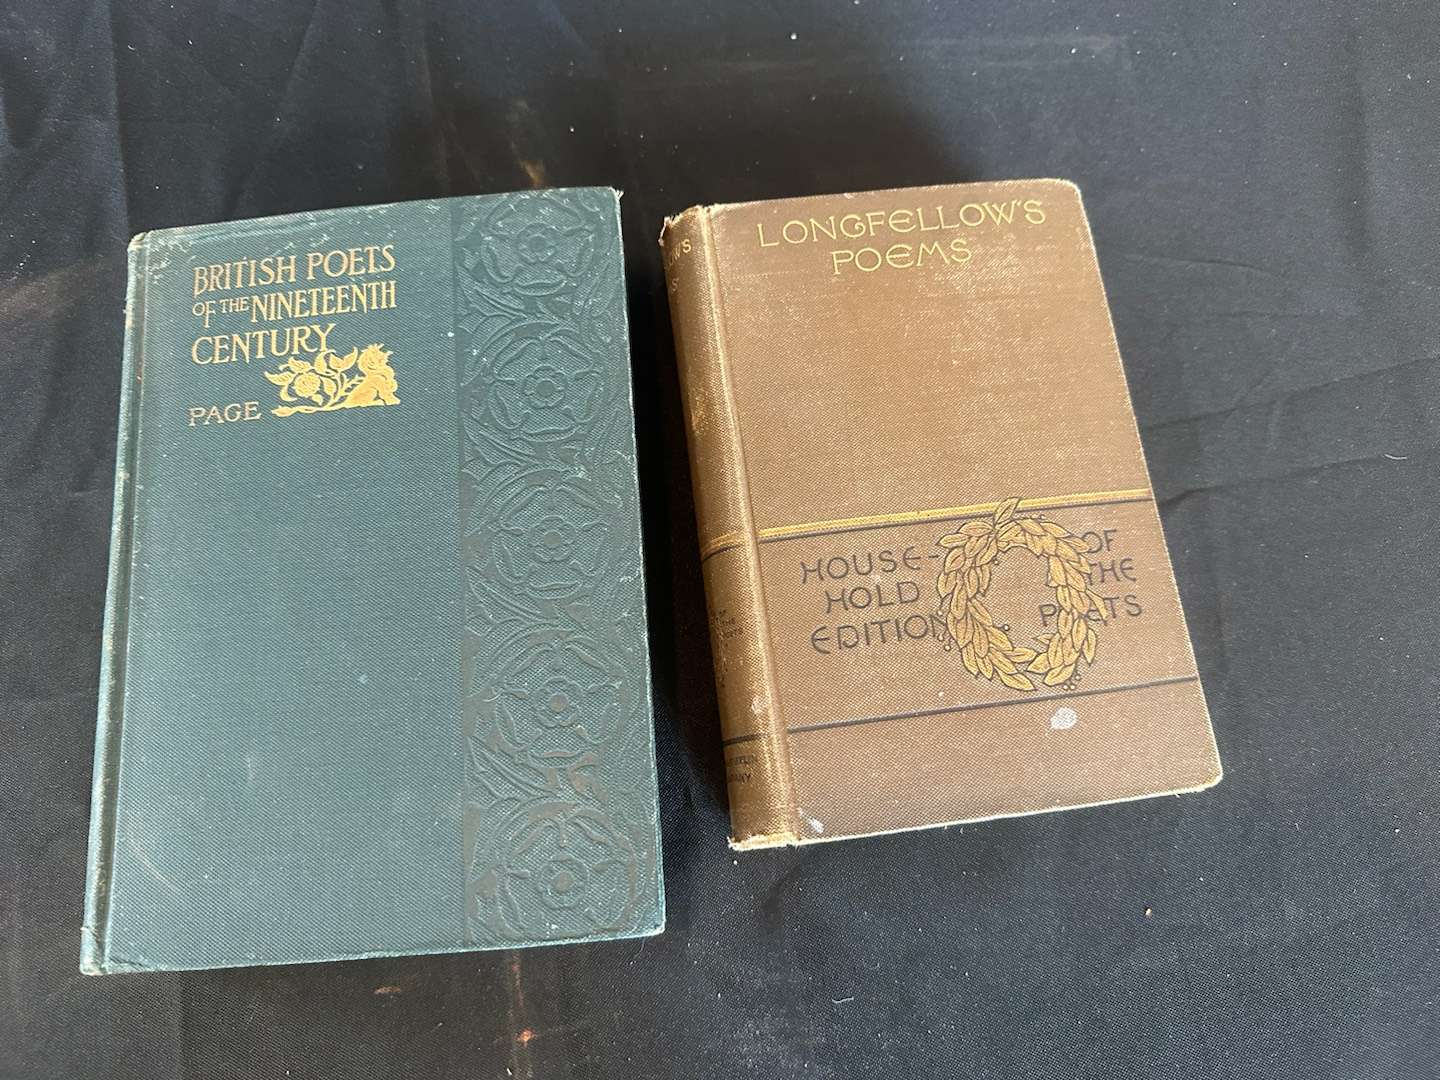 BRITISH POETS
OF THE NINETEENTH
CENTURY
PAGE
LONGFELLOW'S
POEMS
HOUSE-
HOLD
EDITION
OF
THE
POETS